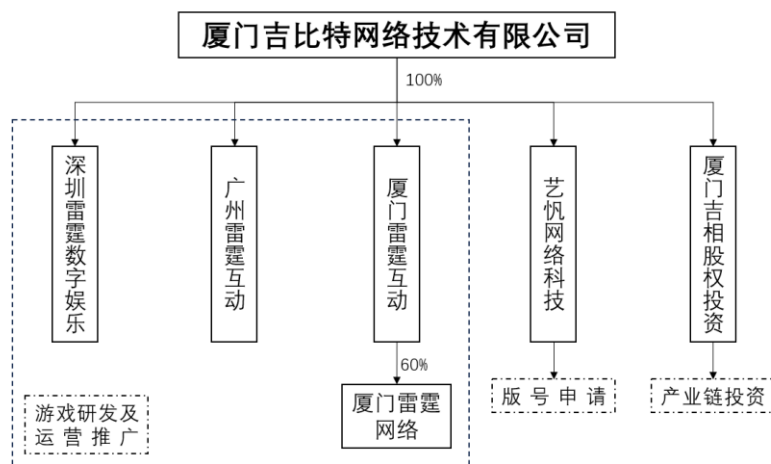 厦门吉比特网络技术有限公司
100%
深圳雷霆数字娱乐
广州雷霆互动
厦门雷霆互动
艺忛网络科技
厦门吉相股权投资
60%
游戏研发及
运营推广
厦门雷霆
网络
版号申请
产业链投资